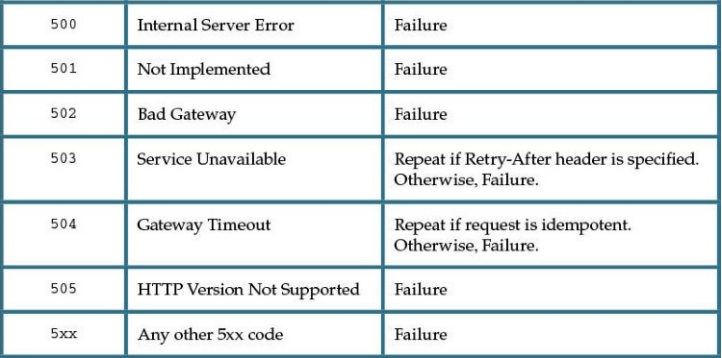 500 Internal Server Error Failure
501 Not Implemented Failure
502 Bad Gateway Failure
503 Service Unavailable Repeat if Retry-After header is specified.
Otherwise, Failure.
504 Gateway Timeout Repeat if request is idempotent.
Otherwise, Failure.
505 HTTP Version Not Supported Failure
5xx Any other 5xx code Failure